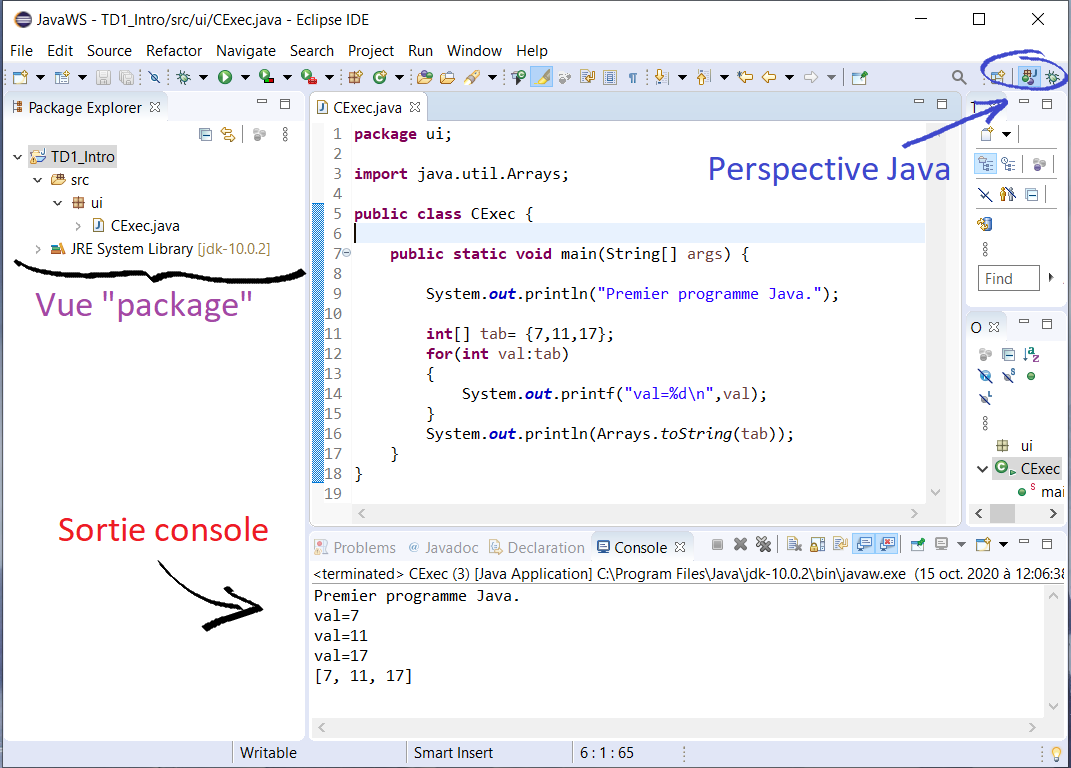 JavaWS - TD1_Intro/src/ui/CExec.java - Eclipse IDE
File Edit Source Refactor Navigate Search Project Run Window Help
Package Explorer
TD1_Intro
src
ui
CExec.java
JRE System Library [jdk-10.0.2]
Vue "package"
Sortie console
CExec.java
1 package ui;
2
3 import java.util.Arrays;
4
5 public class CExec {
6
7 public static void main(String[] args) {
8
9 System.out.println("Premier programme Java.");
10
11 int[] tab= {7,11,17};
12 for(int val:tab)
13 {
14 System.out.printf("val=%d\n",val);
15 }
16 System.out.println(Arrays.toString(tab));
17 }
18 }
19
Perspective Java
Find
O
ui
CExec
mai
Problems @ Javadoc Declaration Console
<terminated> CExec (3) [Java Application] C:\Program Files\Java\jdk-10.0.2\bin\javaw.exe (15 oct. 2020 à 12:06:38
Premier programme Java.
val=7
val=11
val=17
[7, 11, 17]
Writable Smart Insert 6 : 1 : 65